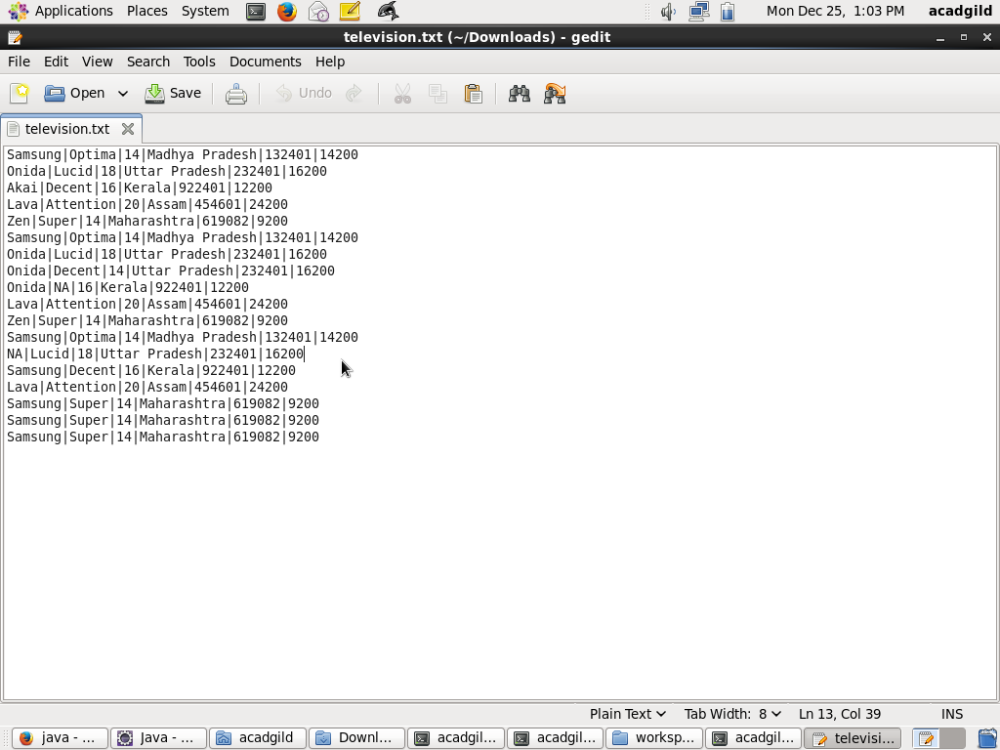 Applications Places System Mon Dec 25, 1:03 PM acadgild
television.txt (~/Downloads) - gedit
File Edit View Search Tools Documents Help
Open Save Undo
television.txt
Samsung|Optima|14|Madhya Pradesh|132401|14200
Onida|Lucid|18|Uttar Pradesh|232401|16200
Akai|Decent|16|Kerala|922401|12200
Lava|Attention|20|Assam|454601|24200
Zen|Super|14|Maharashtra|619082|9200
Samsung|Optima|14|Madhya Pradesh|132401|14200
Onida|Lucid|18|Uttar Pradesh|232401|16200
Onida|Decent|14|Uttar Pradesh|232401|16200
Onida|NA|16|Kerala|922401|12200
Lava|Attention|20|Assam|454601|24200
Zen|Super|14|Maharashtra|619082|9200
Samsung|Optima|14|Madhya Pradesh|132401|14200
NA|Lucid|18|Uttar Pradesh|232401|16200
Samsung|Decent|16|Kerala|922401|12200
Lava|Attention|20|Assam|454601|24200
Samsung|Super|14|Maharashtra|619082|9200
Samsung|Super|14|Maharashtra|619082|9200
Samsung|Super|14|Maharashtra|619082|9200
Plain Text Tab Width: 8 Ln 13, Col 39 INS
java - ... Java - ... acadgild Downl... acadgil... acadgil... worksp... acadgil... televisi...